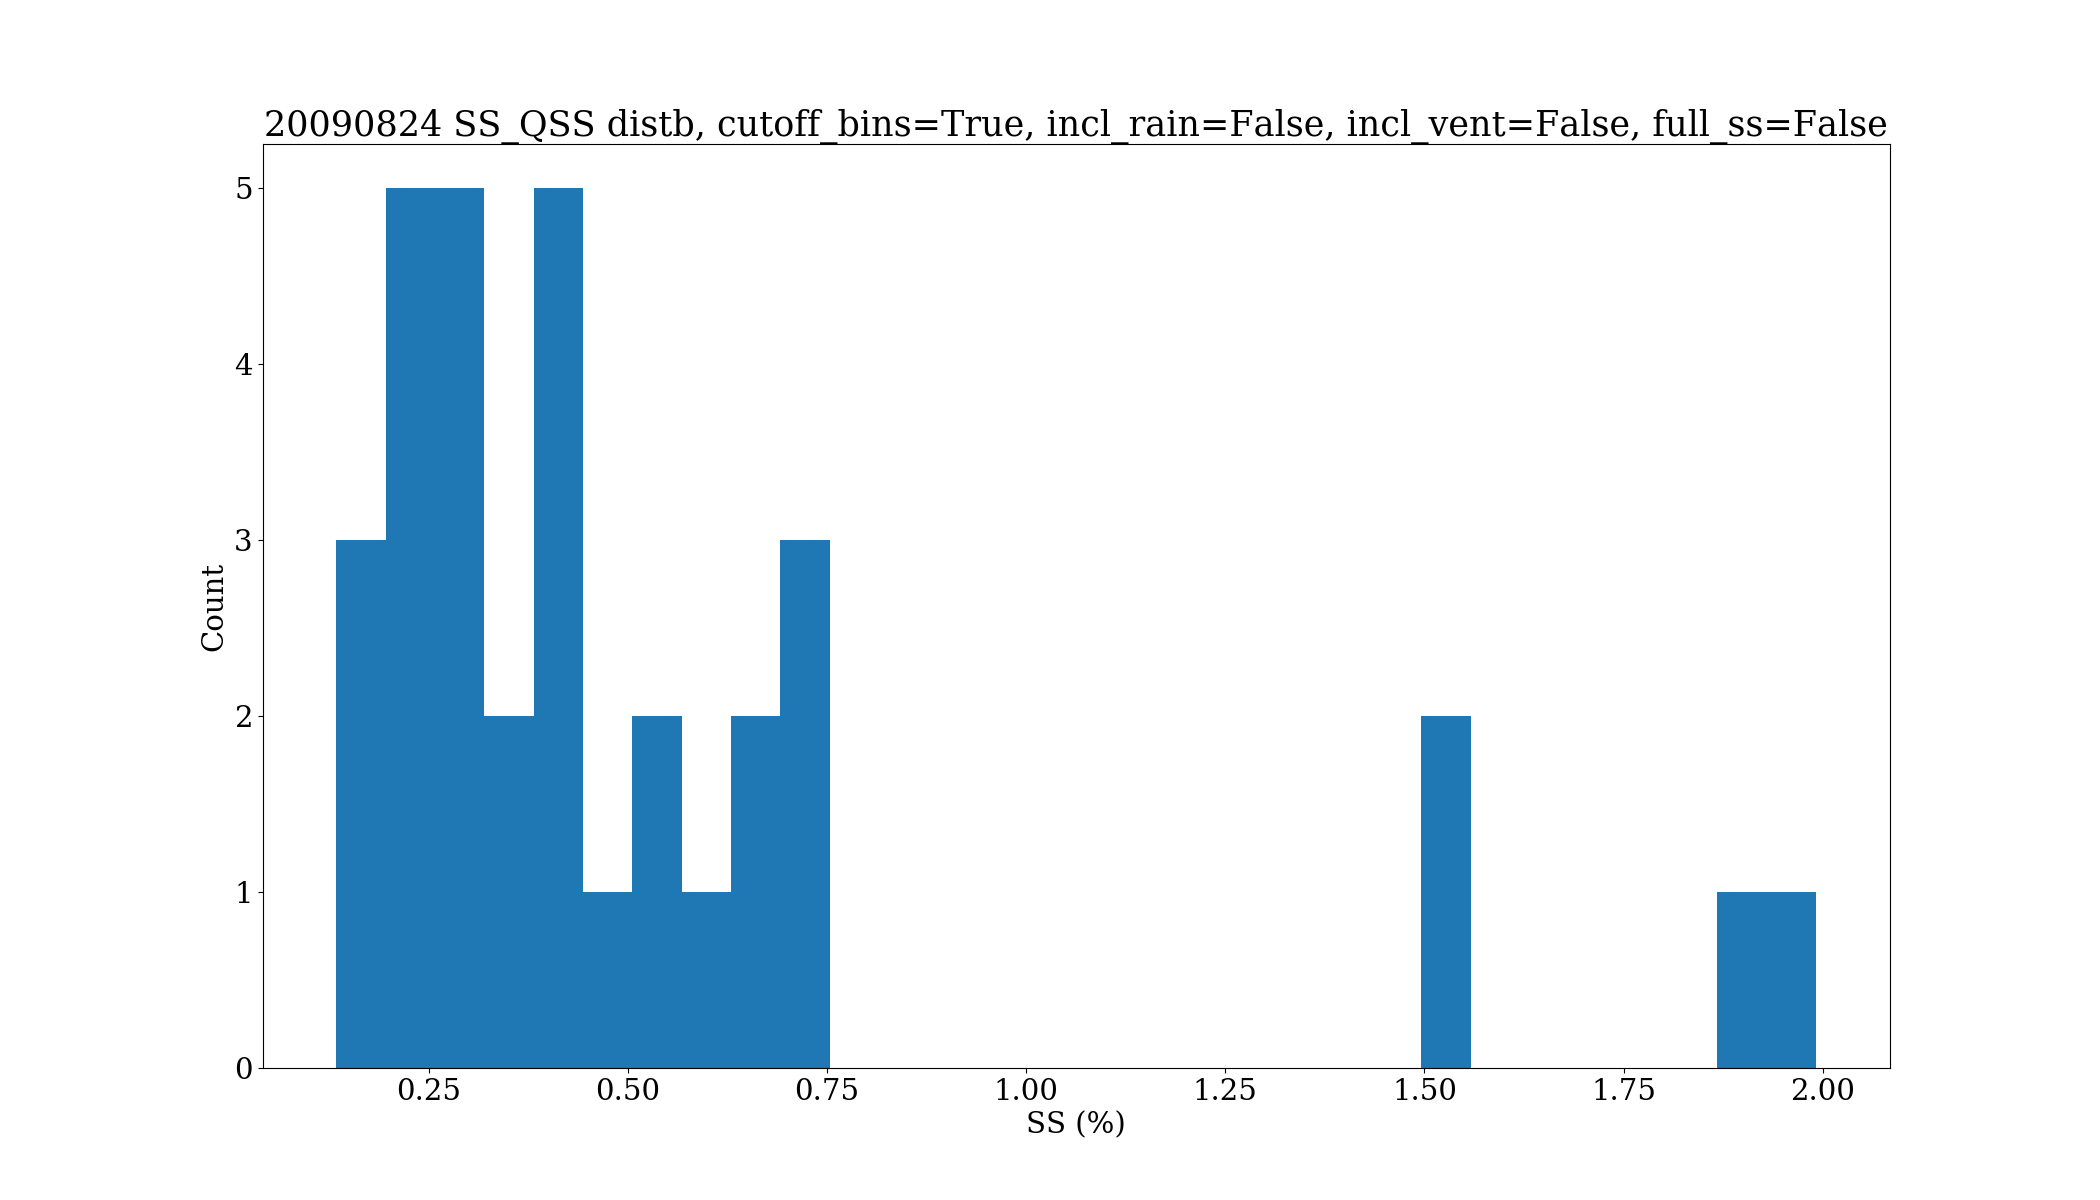 20090824 SS_QSS distb, cutoff_bins=True, incl_rain=False, incl_vent=False, full_ss=False
5
4
3
2
1
0
Count
0.25 0.50 0.75 1.00 1.25 1.50 1.75 2.00
SS (%)